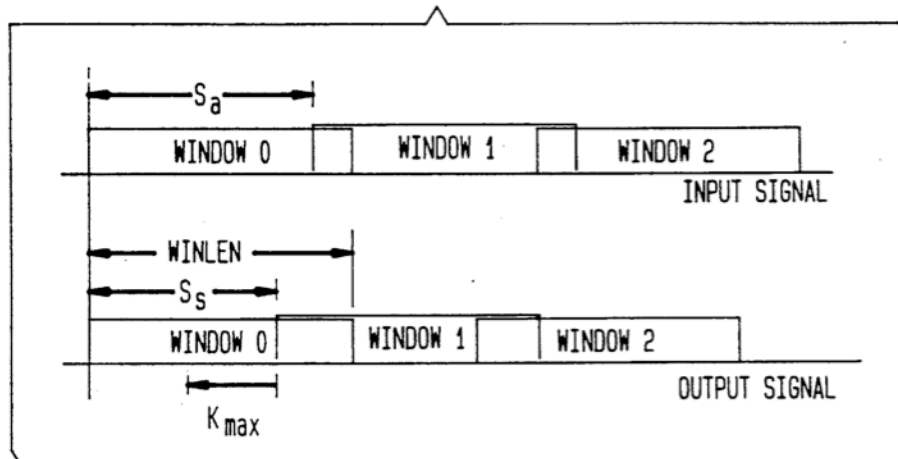 Sa
WINDOW 0 WINDOW 1 WINDOW 2
INPUT SIGNAL
WINLEN
Ss
WINDOW 0 WINDOW 1 WINDOW 2
OUTPUT SIGNAL
Kmax